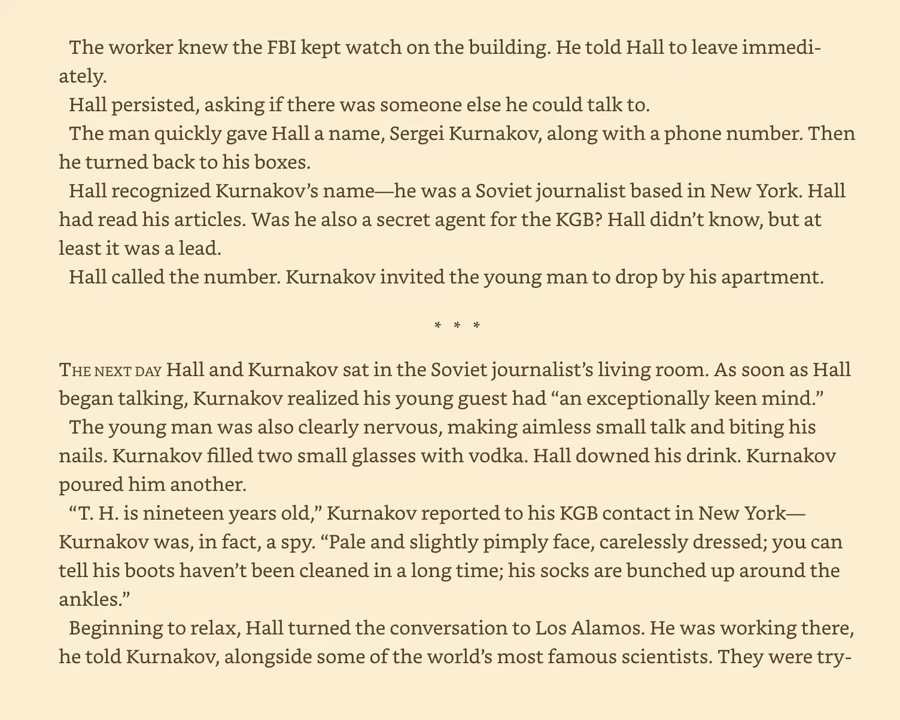 The worker knew the FBI kept watch on the building. He told Hall to leave immedi-
ately.
Hall persisted, asking if there was someone else he could talk to.
The man quickly gave Hall a name, Sergei Kurnakov, along with a phone number. Then
he turned back to his boxes.
Hall recognized Kurnakov’s name—he was a Soviet journalist based in New York. Hall
had read his articles. Was he also a secret agent for the KGB? Hall didn’t know, but at
least it was a lead.
Hall called the number. Kurnakov invited the young man to drop by his apartment.
* * *
THE NEXT DAY Hall and Kurnakov sat in the Soviet journalist’s living room. As soon as Hall
began talking, Kurnakov realized his young guest had “an exceptionally keen mind.”
The young man was also clearly nervous, making aimless small talk and biting his
nails. Kurnakov filled two small glasses with vodka. Hall downed his drink. Kurnakov
poured him another.
“T. H. is nineteen years old,” Kurnakov reported to his KGB contact in New York—
Kurnakov was, in fact, a spy. “Pale and slightly pimply face, carelessly dressed; you can
tell his boots haven’t been cleaned in a long time; his socks are bunched up around the
ankles.”
Beginning to relax, Hall turned the conversation to Los Alamos. He was working there,
he told Kurnakov, alongside some of the world’s most famous scientists. They were try-